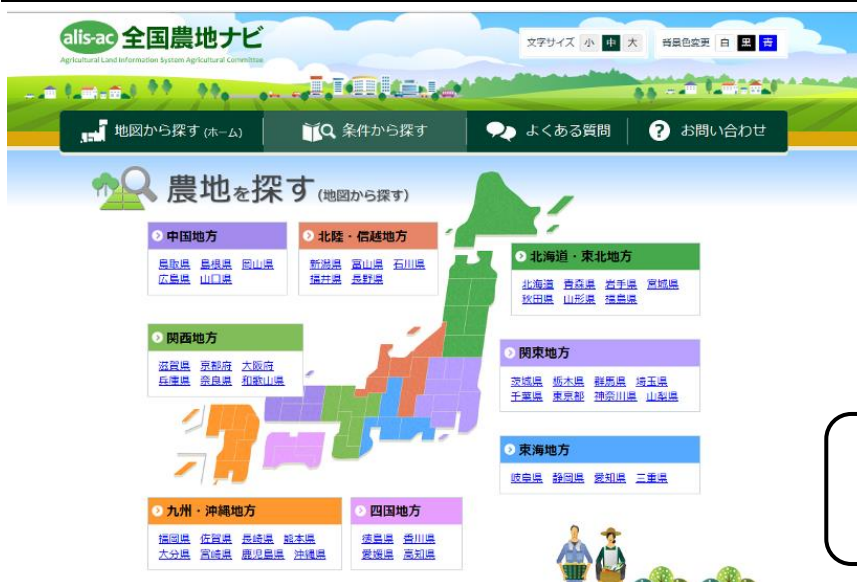 alis-ac 全国農地ナビ
Agricultural Land Information System Agricultural Committee
文字サイズ 小 中 大 背景色変更 白 黒 青
地図から探す (ホーム) 条件から探す よくある質問 お問い合わせ
農地を探す (地図から探す)
中国地方
鳥取県 島根県 岡山県
広島県 山口県
北陸・信越地方
新潟県 富山県 石川県
福井県 長野県
北海道・東北地方
北海道 青森県 岩手県 宮城県
秋田県 山形県 福島県
関西地方
滋賀県 京都府 大阪府
兵庫県 奈良県 和歌山県
関東地方
茨城県 栃木県 群馬県 埼玉県
千葉県 東京都 神奈川県 山梨県
東海地方
岐阜県 静岡県 愛知県 三重県
九州・沖縄地方
福岡県 佐賀県 長崎県 熊本県
大分県 宮崎県 鹿児島県 沖縄県
四国地方
徳島県 香川県
愛媛県 高知県